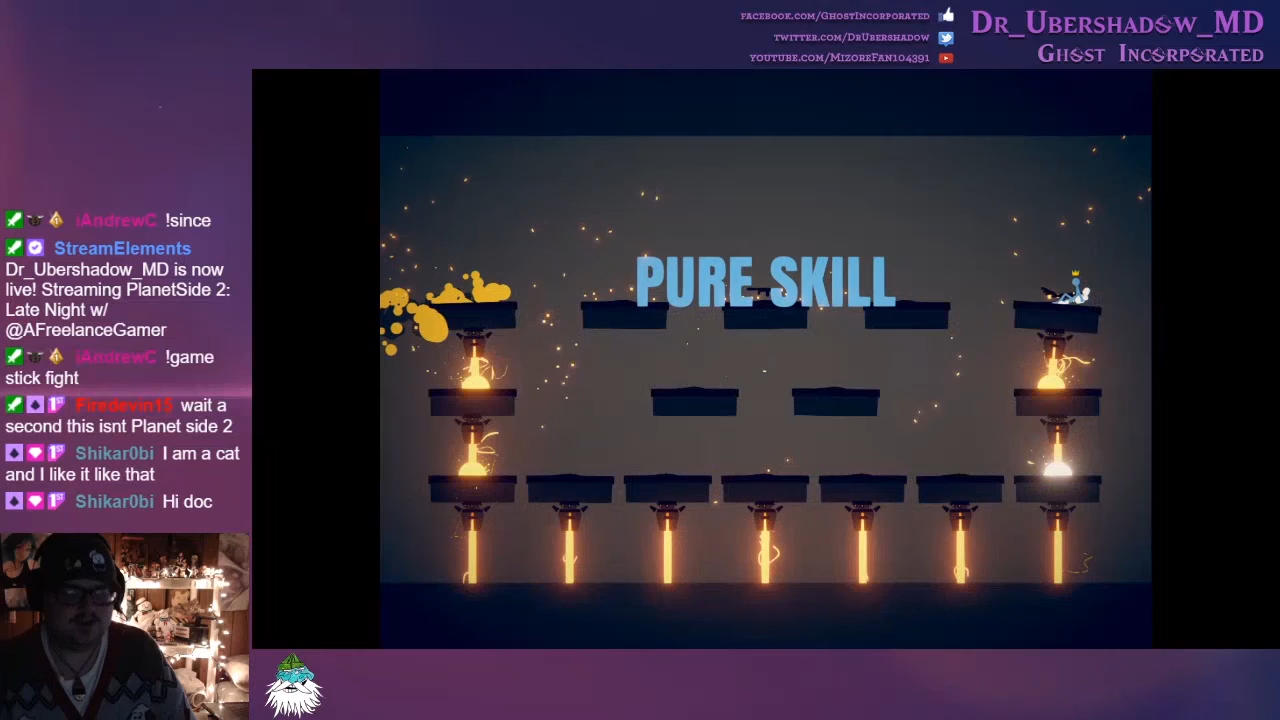 FACEBOOK.COM/GHOSTINCORPORATED
TWITTER.COM/DRUBERSHADOW
YOUTUBE.COM/MIZOREFAN104391
DR_UBERSHADOW_MD
GHOST INCORPORATED
iAndrewC !since
StreamElements
Dr_Ubershadow_MD is now
live! Streaming PlanetSide 2:
Late Night w/
@AFreelanceGamer
iAndrewC !game
stick fight
Firedevin15 wait a
second this isnt Planet side 2
Shikar0bi I am a cat
and I like it like that
Shikar0bi Hi doc
PURE SKILL